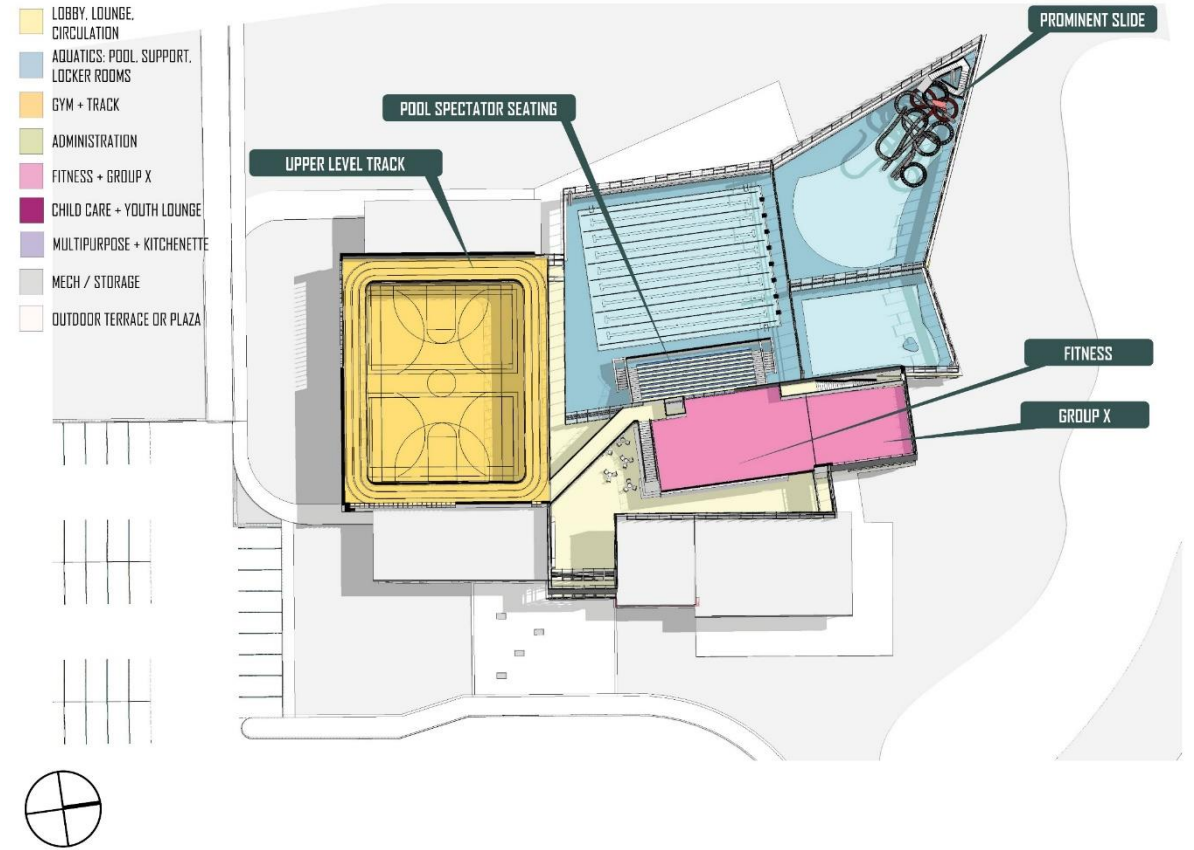 LOBBY, LOUNGE,
CIRCULATION
AQUATICS: POOL, SUPPORT,
LOCKER ROOMS
GYM + TRACK
ADMINISTRATION
FITNESS + GROUP X
CHILD CARE + YOUTH LOUNGE
MULTIPURPOSE + KITCHENETTE
MECH / STORAGE
OUTDOOR TERRACE OR PLAZA
PROMINENT SLIDE
POOL SPECTATOR SEATING
UPPER LEVEL TRACK
FITNESS
GROUP X